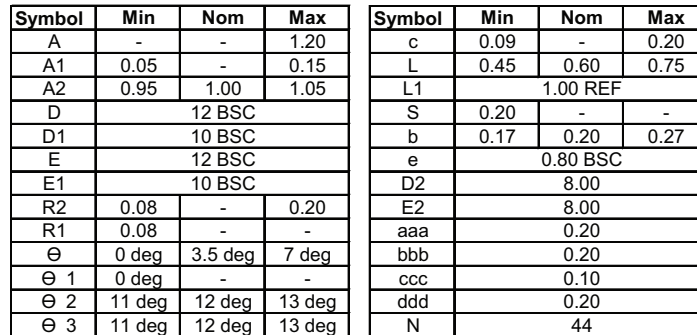 Symbol Min Nom Max
A - - 1.20
A1 0.05 - 0.15
A2 0.95 1.00 1.05
D 12 BSC
D1 10 BSC
E 12 BSC
E1 10 BSC
R2 0.08 - 0.20
R1 0.08 - -
Θ 0 deg 3.5 deg 7 deg
Θ 1 0 deg - -
Θ 2 11 deg 12 deg 13 deg
Θ 3 11 deg 12 deg 13 deg
Symbol Min Nom Max
c 0.09 - 0.20
L 0.45 0.60 0.75
L1 1.00 REF
S 0.20 - -
b 0.17 0.20 0.27
e 0.80 BSC
D2 8.00
E2 8.00
aaa 0.20
bbb 0.20
ccc 0.10
ddd 0.20
N 44